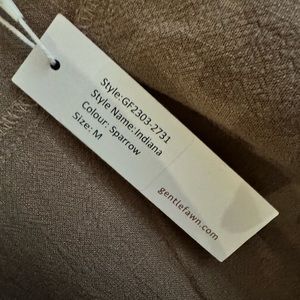 Style:GF2303-2731
Style Name:Indiana
Colour: Sparrow
Size: M
gentlefawn.com